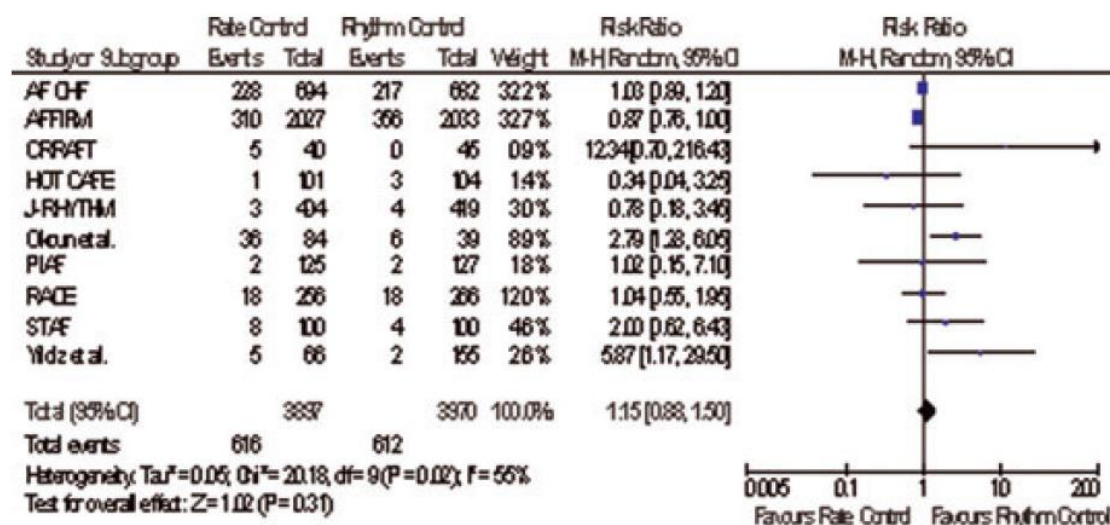 Rate Control Rhythm Control Risk Ratio Risk Ratio
Study or Subgroup Events Total Events Total Weight M-H, Random, 95% CI M-H, Random, 95% CI
AF CHF 228 694 217 682 32.2% 1.03 [0.89, 1.20]
AFFIRM 310 2027 356 2033 32.7% 0.87 [0.76, 1.00]
CRRAFT 5 40 0 45 0.9% 12.34 [0.70, 216.43]
HOT CAFE 1 101 3 104 1.4% 0.34 [0.04, 3.25]
J-RHYTHM 3 404 4 419 3.0% 0.78 [0.18, 3.46]
Okcun et al. 36 84 6 39 8.9% 2.79 [1.28, 6.05]
PIAF 2 125 2 127 1.8% 1.02 [0.15, 7.10]
RACE 18 256 18 266 12.0% 1.04 [0.55, 1.95]
STAF 8 100 4 100 4.6% 2.00 [0.62, 6.43]
Yildiz et al. 5 66 2 155 2.6% 5.87 [1.17, 29.50]
Total (95% CI) 3897 3970 100.0% 1.15 [0.88, 1.50]
Total events 616 612
Heterogeneity: Tau² = 0.05; Chi² = 20.18, df = 9 (P = 0.02); I² = 55%
Test for overall effect: Z = 1.02 (P = 0.31)
0.005 0.1 1 10 200
Favours Rate Control Favours Rhythm Control